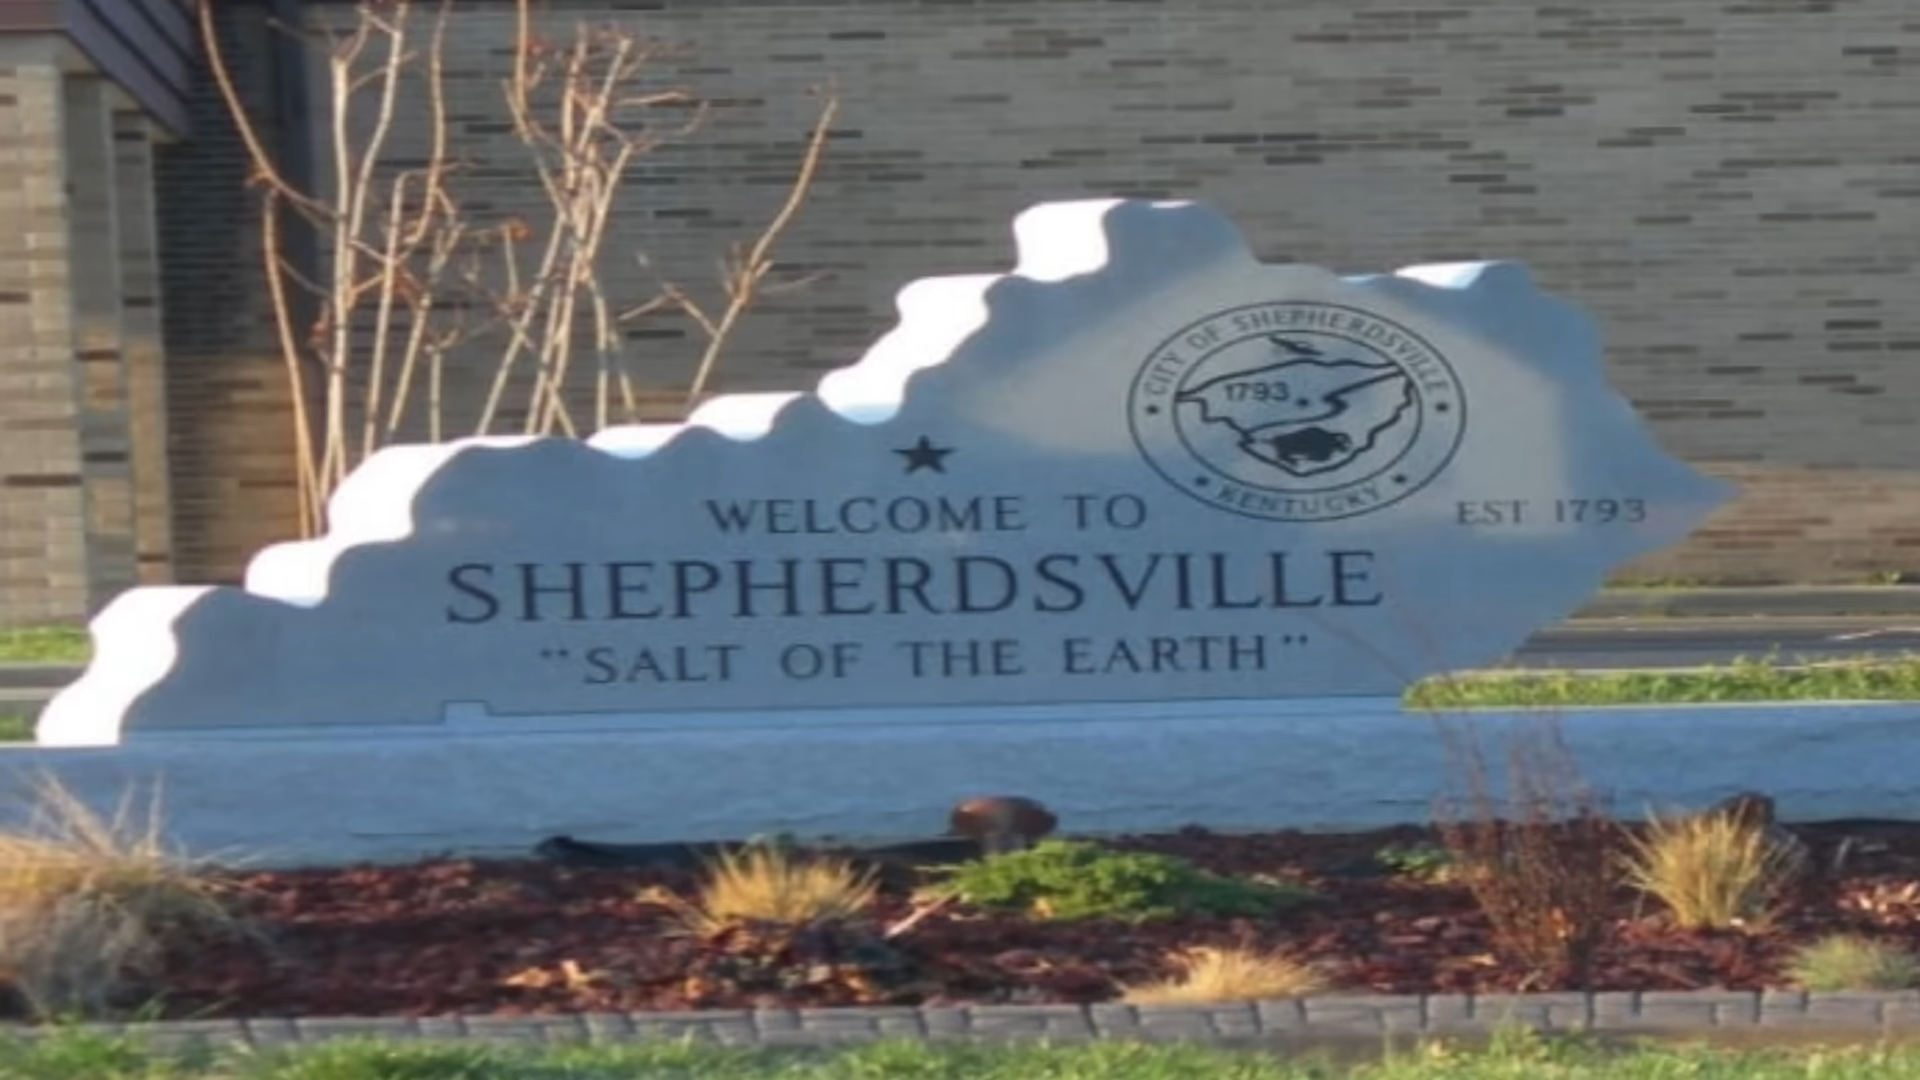 CITY OF SHEPHERDSVILLE
1793
KENTUCKY
WELCOME TO
EST 1793
SHEPHERDSVILLE
"SALT OF THE EARTH"